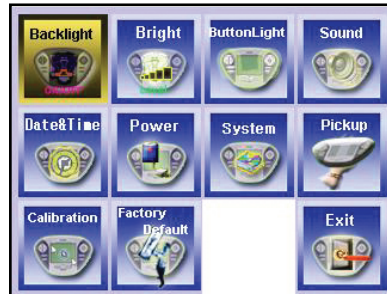 Backlight
Bright
ButtonLight
Sound
Date&Time
Power
System
Pickup
Calibration
Factory
Default
Exit